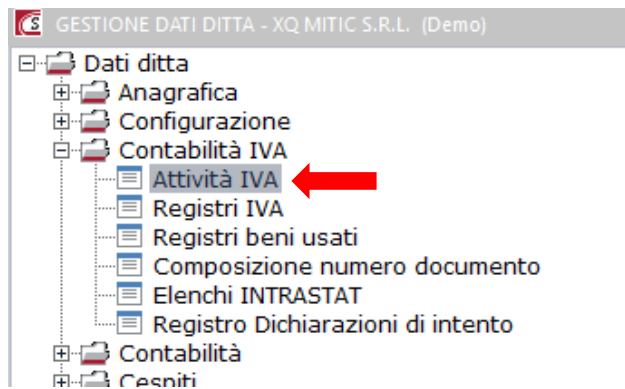 GESTIONE DATI DITTA - XQ MITIC S.R.L. (Demo)
Dati ditta
Anagrafica
Configurazione
Contabilità IVA
Attività IVA
Registri IVA
Registri beni usati
Composizione numero documento
Elenchi INTRASTAT
Registro Dichiarazioni di intento
Contabilità
Cespiti